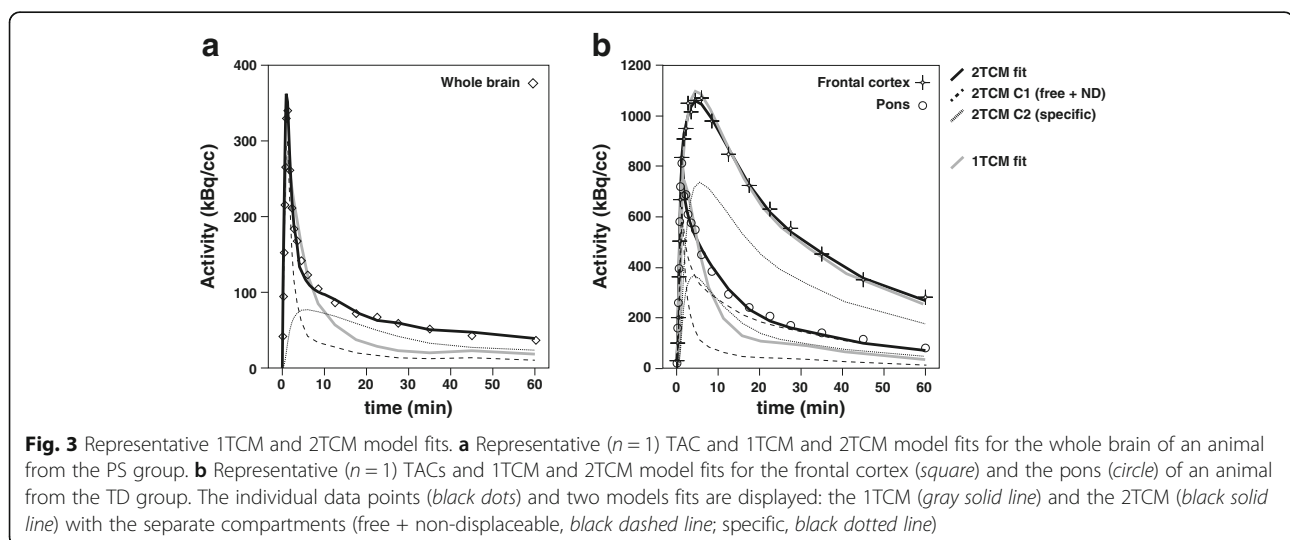 a
b
400
300
200
100
0
Activity (kBq/cc)
0 10 20 30 40 50 60
time (min)
Whole brain
1200
1000
800
600
400
200
0
Activity (kBq/cc)
0 10 20 30 40 50 60
time (min)
Frontal cortex
Pons
2TCM fit
2TCM C1 (free + ND)
2TCM C2 (specific)
1TCM fit
Fig. 3 Representative 1TCM and 2TCM model fits. a Representative (n = 1) TAC and 1TCM and 2TCM model fits for the whole brain of an animal
from the PS group. b Representative (n = 1) TACs and 1TCM and 2TCM model fits for the frontal cortex (square) and the pons (circle) of an animal
from the TD group. The individual data points (black dots) and two models fits are displayed: the 1TCM (gray solid line) and the 2TCM (black solid
line) with the separate compartments (free + non-displaceable, black dashed line; specific, black dotted line)